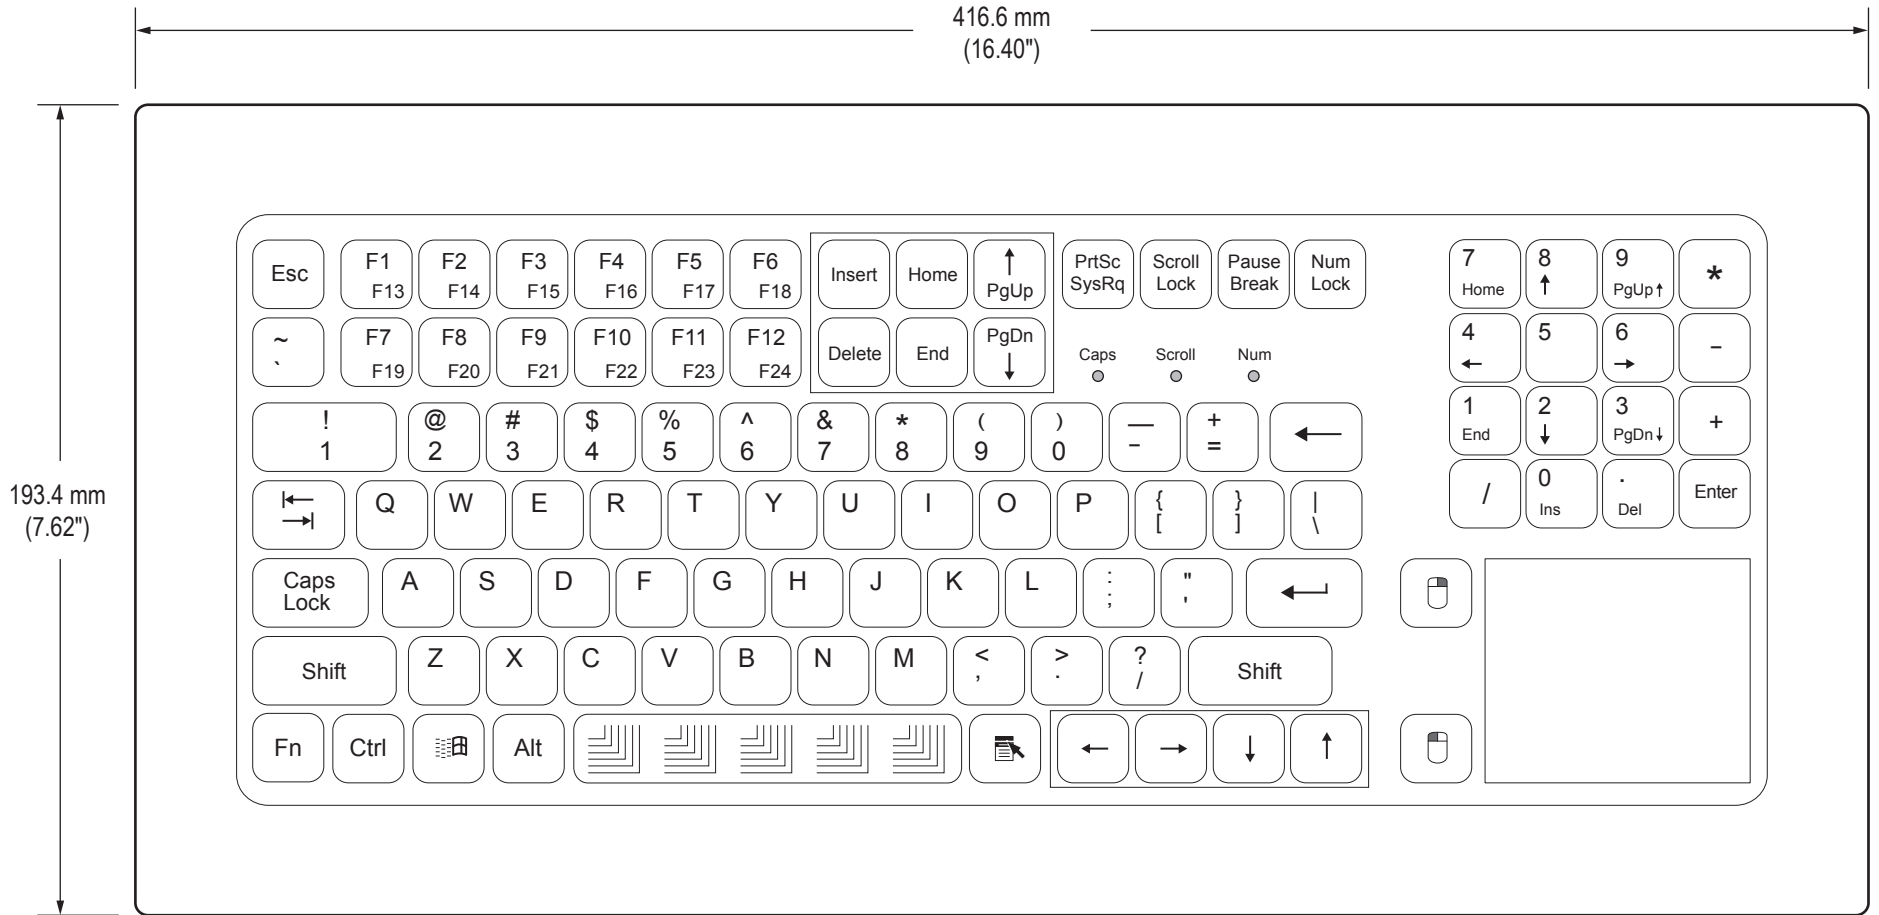 416.6 mm
(16.40")
193.4 mm
(7.62")
Esc
F1
F13
F2
F14
F3
F15
F4
F16
F5
F17
F6
F18
Insert
Home
↑
PgUp
PrtSc
SysRq
Scroll
Lock
Pause
Break
Num
Lock
~
`
F7
F19
F8
F20
F9
F21
F10
F22
F11
F23
F12
F24
Delete
End
PgDn
↓
Caps
Scroll
Num
!
1
@
2
#
3
$
4
%
5
^
6
&
7
*
8
(
9
)
0
—
-
+
=
←
Q
W
E
R
T
Y
U
I
O
P
{
[
}
]
|
\
Caps
Lock
A
S
D
F
G
H
J
K
L
:
;
"
'
Shift
Z
X
C
V
B
N
M
<
,
>
.
?
/
Shift
Fn
Ctrl
Alt
←
→
↓
↑
7
Home
8
↑
9
PgUp↑
*
4
←
5
6
→
-
1
End
2
↓
3
PgDn↓
+
/
0
Ins
.
Del
Enter